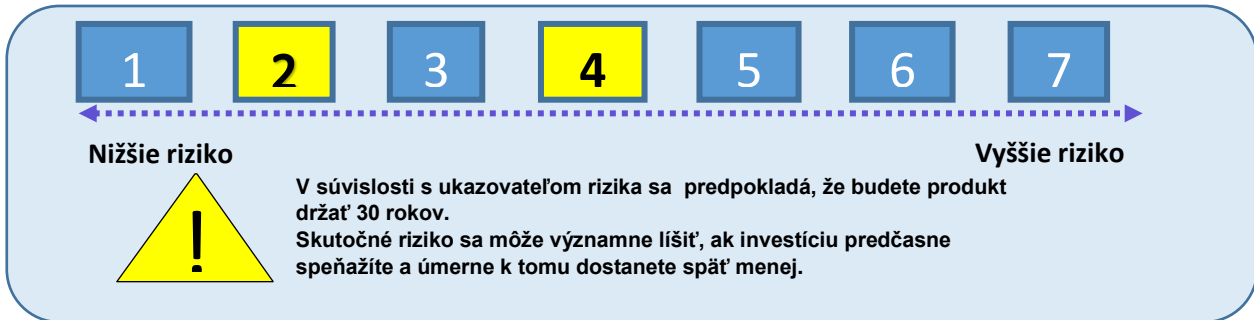 1 2 3 4 5 6 7
Nižšie riziko Vyššie riziko
!
V súvislosti s ukazovateľom rizika sa predpokladá, že budete produkt
držať 30 rokov.
Skutočné riziko sa môže významne líšiť, ak investíciu predčasne
speňažíte a úmerne k tomu dostanete späť menej.